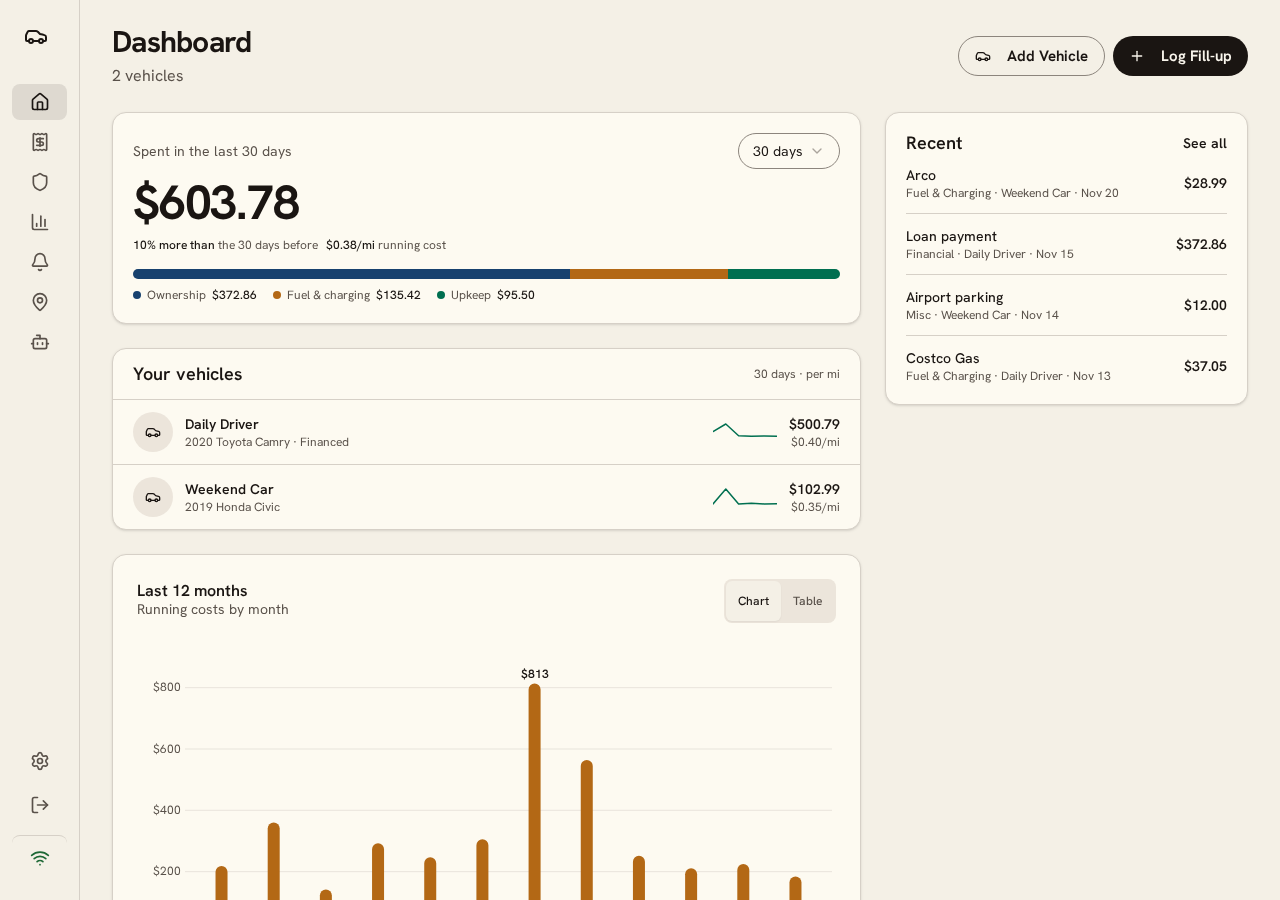 Dashboard
2 vehicles
Add Vehicle
Log Fill-up
Spent in the last 30 days
30 days
$603.78
10% more than the 30 days before $0.38/mi running cost
Ownership $372.86 Fuel & charging $135.42 Upkeep $95.50
Your vehicles
30 days · per mi
Daily Driver
2020 Toyota Camry · Financed
$500.79
$0.40/mi
Weekend Car
2019 Honda Civic
$102.99
$0.35/mi
Last 12 months
Running costs by month
Chart
Table
$813
$800
$600
$400
$200
Recent
See all
Arco
Fuel & Charging · Weekend Car · Nov 20
$28.99
Loan payment
Financial · Daily Driver · Nov 15
$372.86
Airport parking
Misc · Weekend Car · Nov 14
$12.00
Costco Gas
Fuel & Charging · Daily Driver · Nov 13
$37.05